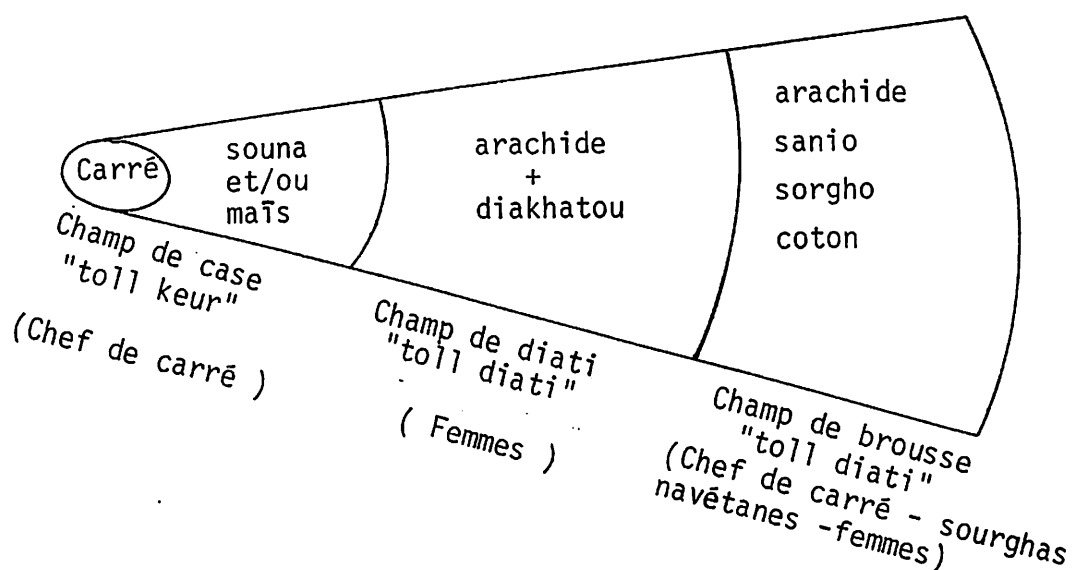 Carré
souna
et/ou
maīs
arachide
+
diakhatou
arachide
sanio
sorgho
coton
Champ de case
"toll keur"
(Chef de carré )
Champ de diati
"toll diati"
( Femmes )
Champ de brousse
"toll diati"
(Chef de carré - sourghas
navétanes -femmes)